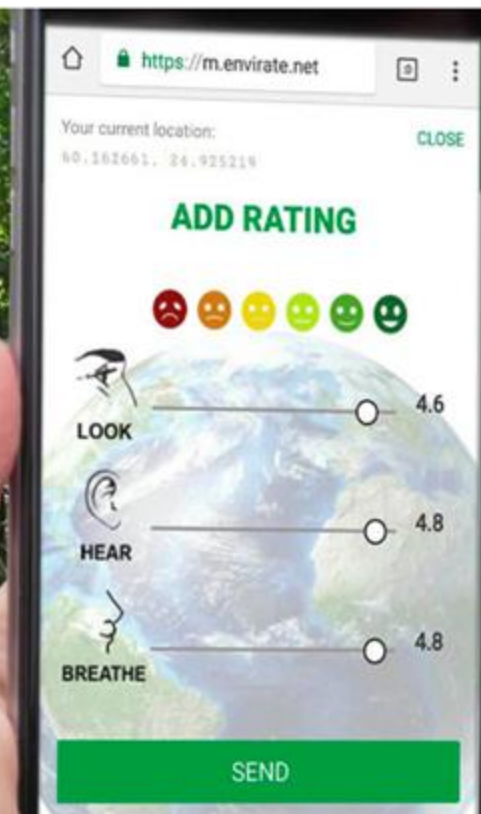 https://m.envirate.net
:D
Your current location:
CLOSE
60.162661, 24.925219
ADD RATING
LOOK
4.6
HEAR
4.8
BREATHE
4.8
SEND